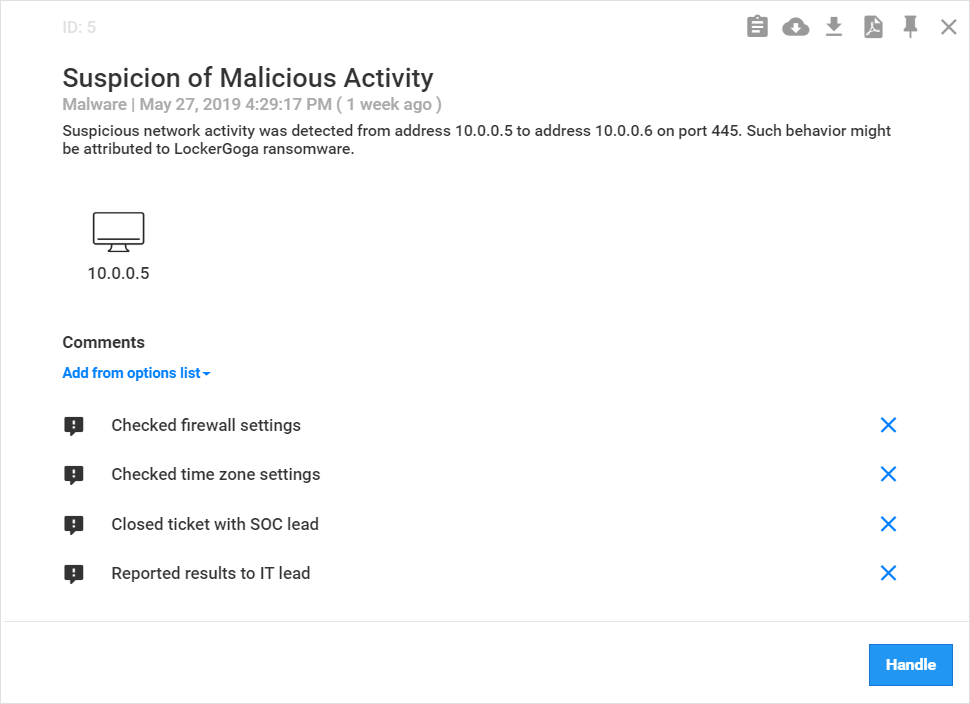 ID: 5
Suspicion of Malicious Activity
Malware | May 27, 2019 4:29:17 PM ( 1 week ago )
Suspicious network activity was detected from address 10.0.0.5 to address 10.0.0.6 on port 445. Such behavior might
be attributed to LockerGoga ransomware.
10.0.0.5
Comments
Add from options list
Checked firewall settings
Checked time zone settings
Closed ticket with SOC lead
Reported results to IT lead
Handle